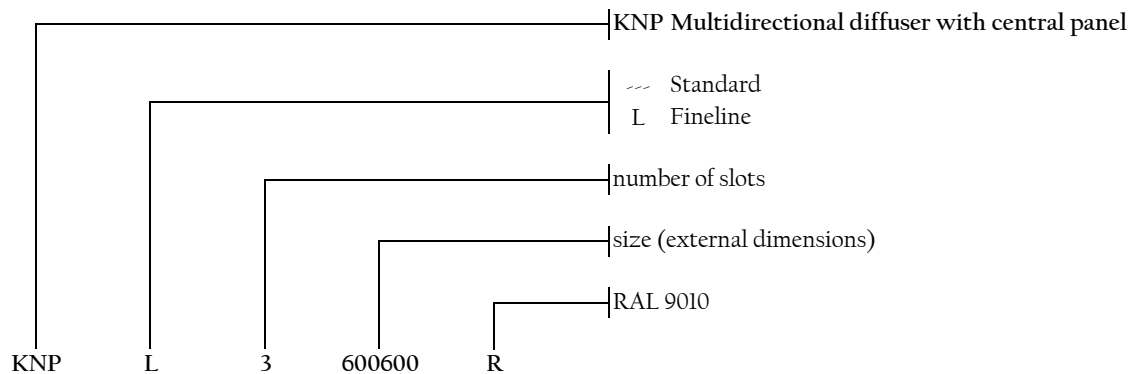 KNP Multidirectional diffuser with central panel
--- Standard
L Fineline
number of slots
size (external dimensions)
RAL 9010
KNP L 3 600600 R